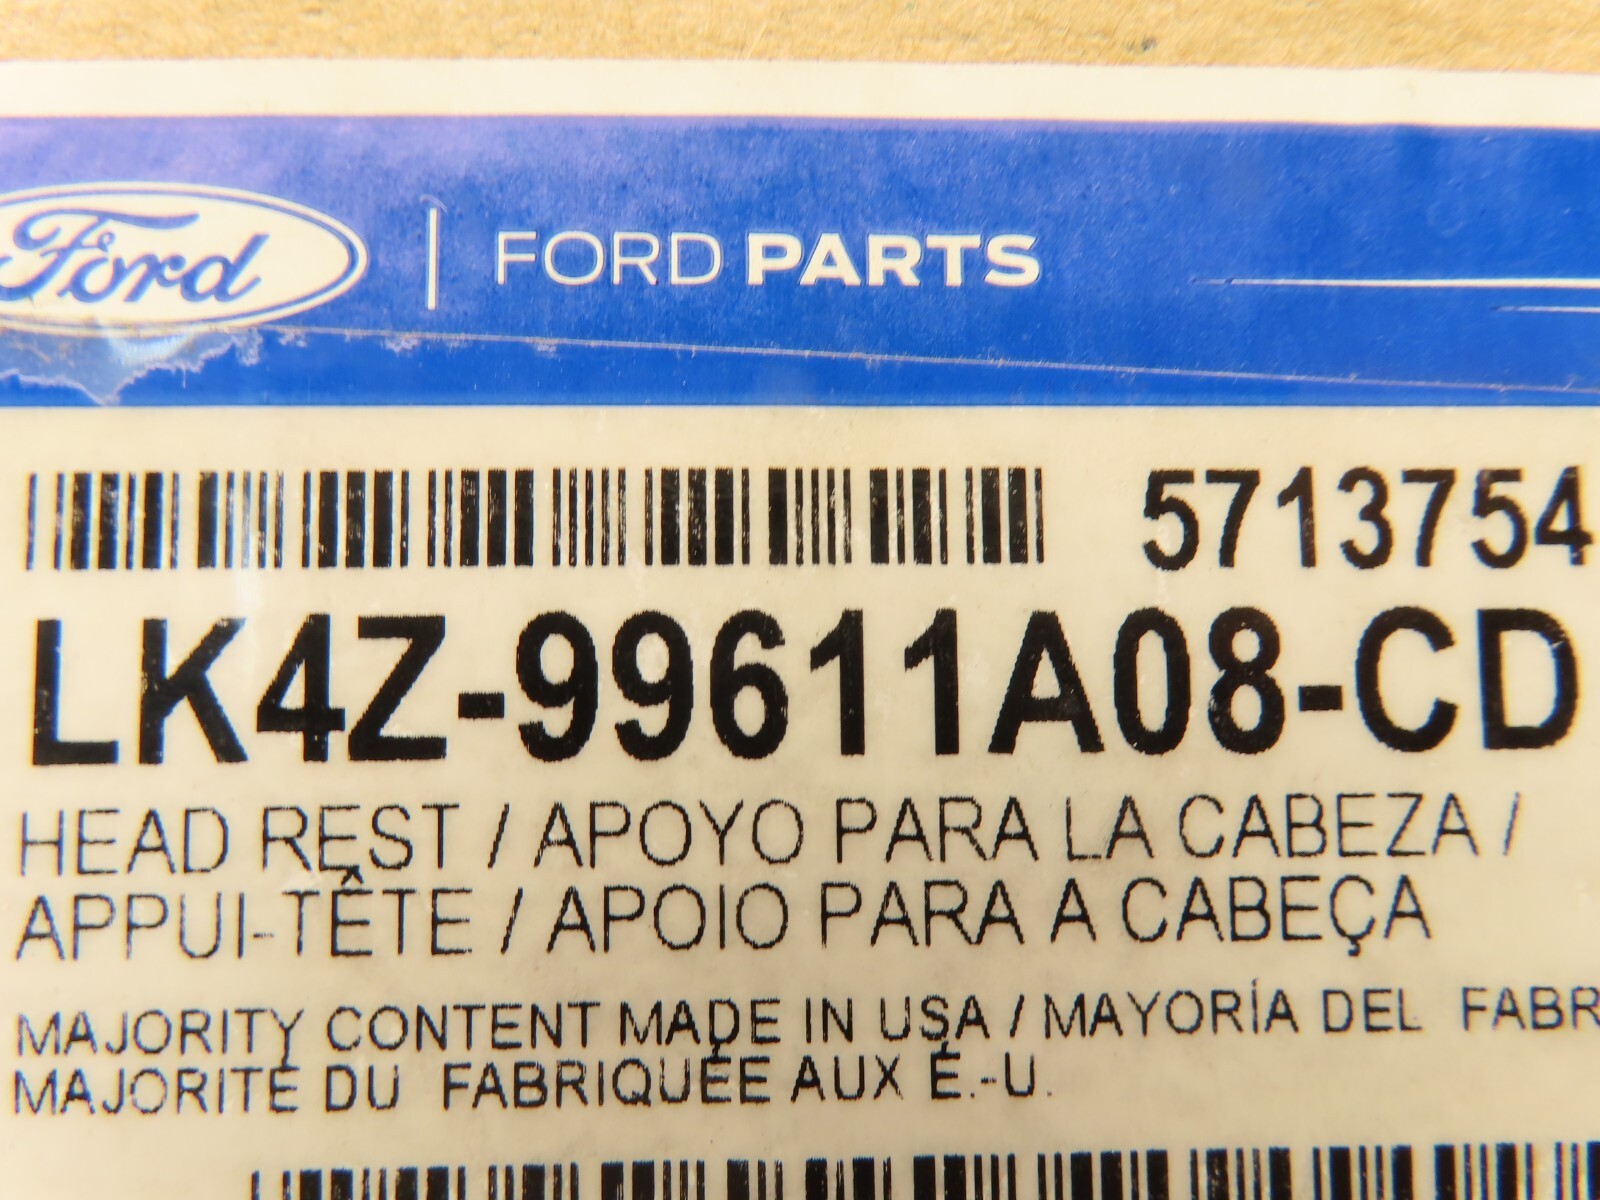 Ford | FORD PARTS
5713754
LK4Z-99611A08-CD
HEAD REST / APOYO PARA LA CABEZA /
APPUI-TÊTE / APOIO PARA A CABEÇA
MAJORITY CONTENT MADE IN USA / MAYORÍA DEL FABR
MAJORITÉ DU FABRIQUÉE AUX É.-U.